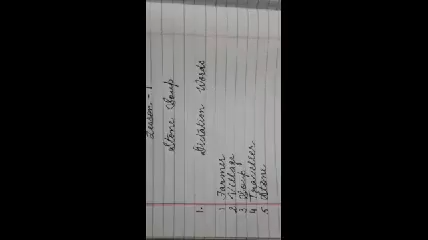 Lesson - 1
Stone Soup
1. Dictation Words
1 Farmer
2. Village
3 Soup
4. Traveller
5 Stone